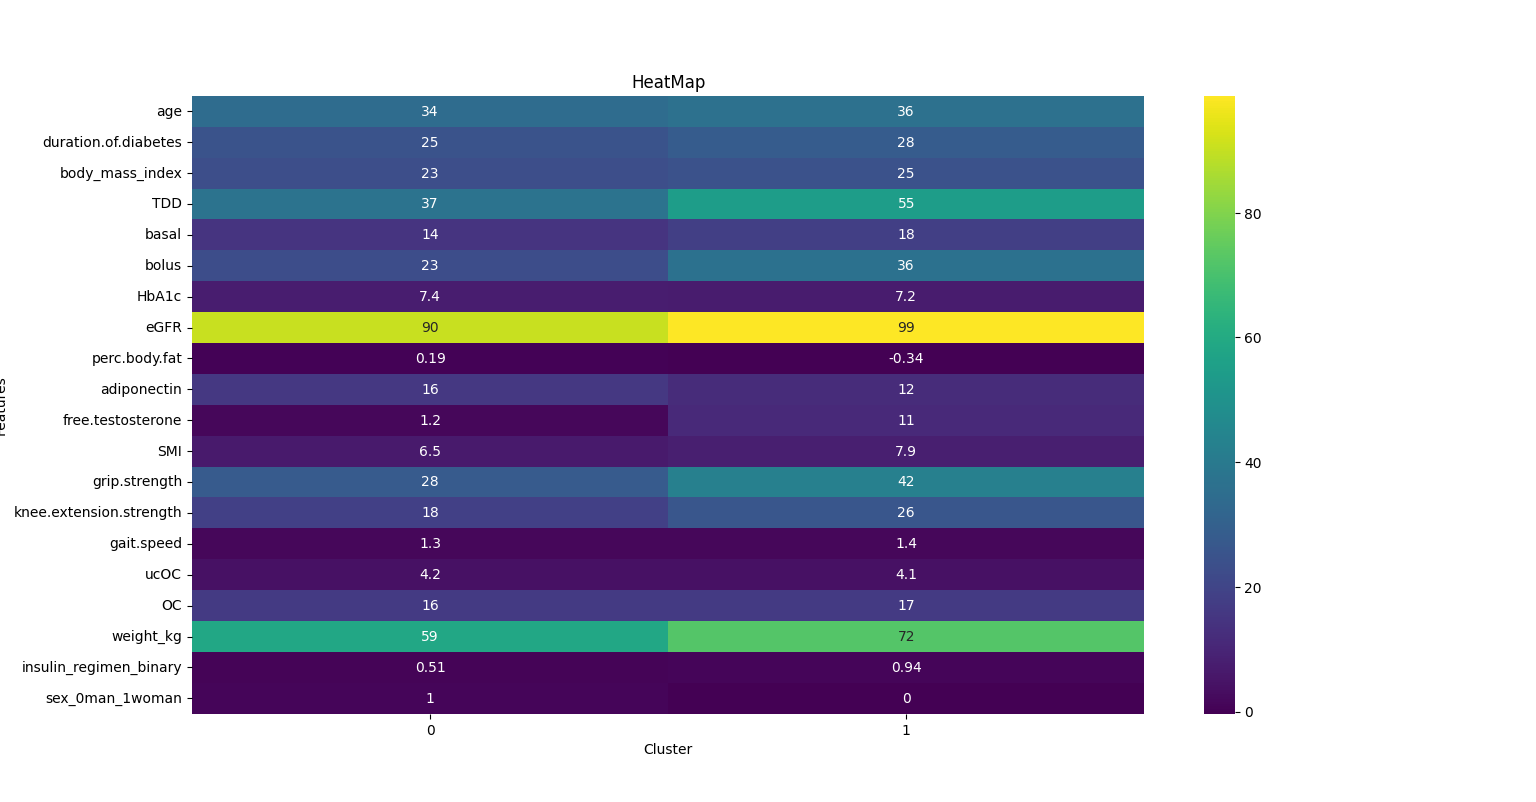 HeatMap
age 34 36
duration.of.diabetes 25 28
body_mass_index 23 25
TDD 37 55
basal 14 18
bolus 23 36
HbA1c 7.4 7.2
eGFR 90 99
perc.body.fat 0.19 -0.34
adiponectin 16 12
free.testosterone 1.2 11
SMI 6.5 7.9
grip.strength 28 42
knee.extension.strength 18 26
gait.speed 1.3 1.4
ucOC 4.2 4.1
OC 16 17
weight_kg 59 72
insulin_regimen_binary 0.51 0.94
sex_0man_1woman 1 0
0 1
Cluster
80
60
40
20
0